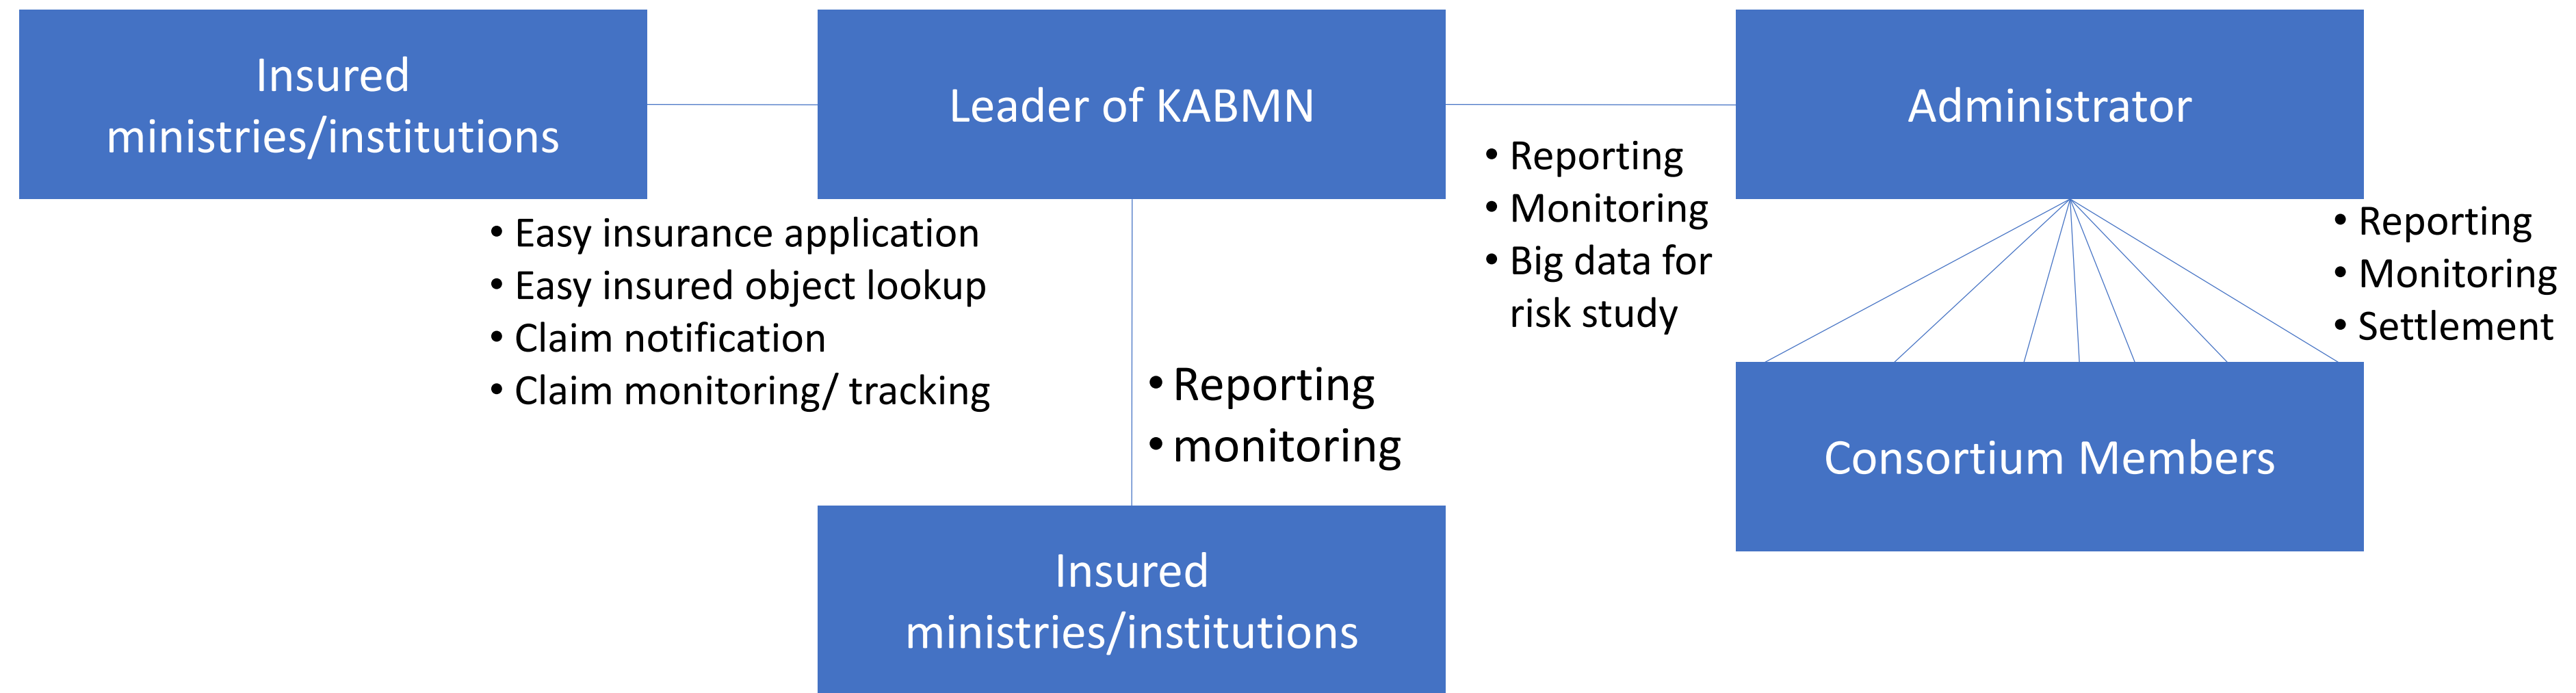 Insured
ministries/institutions
Leader of KABMN
Administrator
• Easy insurance application
• Easy insured object lookup
• Claim notification
• Claim monitoring/ tracking
• Reporting
• monitoring
• Reporting
• Monitoring
• Big data for
risk study
• Reporting
• Monitoring
• Settlement
Consortium Members
Insured
ministries/institutions